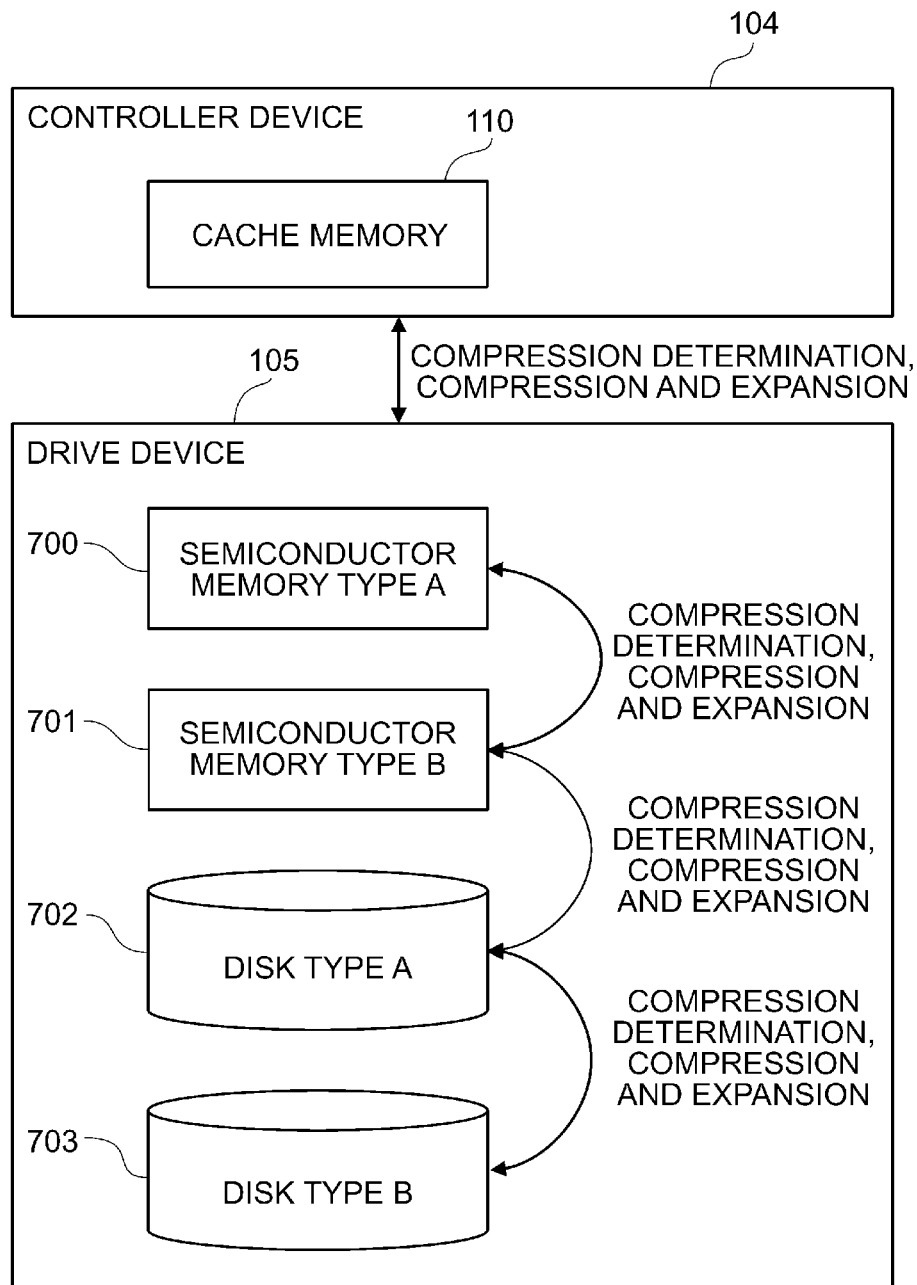 104
CONTROLLER DEVICE
110
CACHE MEMORY
105
COMPRESSION DETERMINATION,
COMPRESSION AND EXPANSION
DRIVE DEVICE
700
SEMICONDUCTOR
MEMORY TYPE A
COMPRESSION
DETERMINATION,
COMPRESSION
AND EXPANSION
701
SEMICONDUCTOR
MEMORY TYPE B
COMPRESSION
DETERMINATION,
COMPRESSION
AND EXPANSION
702
DISK TYPE A
COMPRESSION
DETERMINATION,
COMPRESSION
AND EXPANSION
703
DISK TYPE B